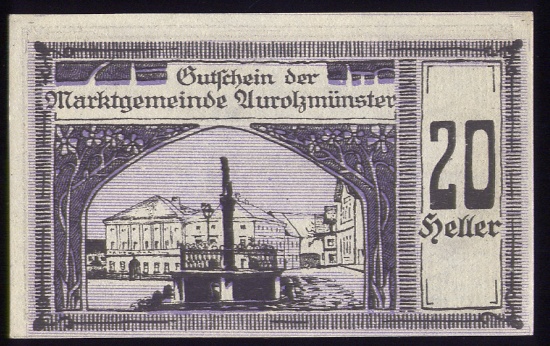 Gutschein der
Marktgemeinde Aurolzmünster
20
Heller